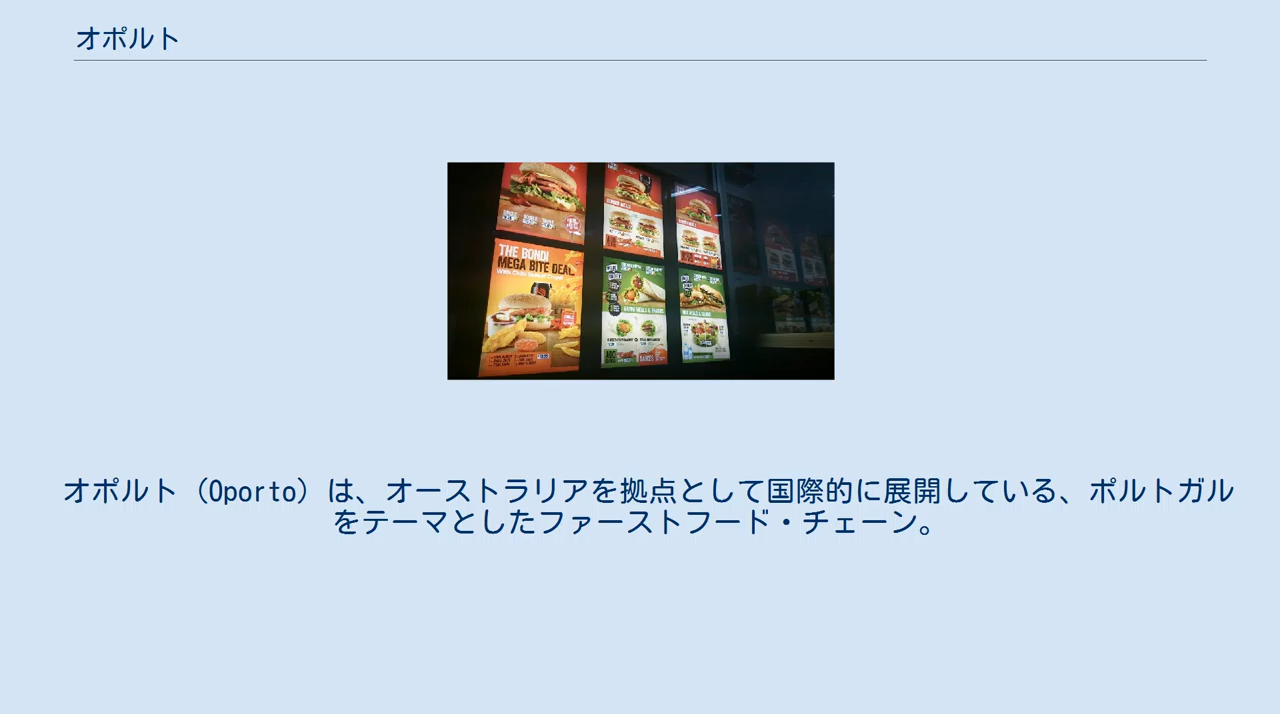 オポルト
THE BONDI
MEGA BITE DEAL
オポルト（Oporto）は、オーストラリアを拠点として国際的に展開している、ポルトガル
をテーマとしたファーストフード・チェーン。